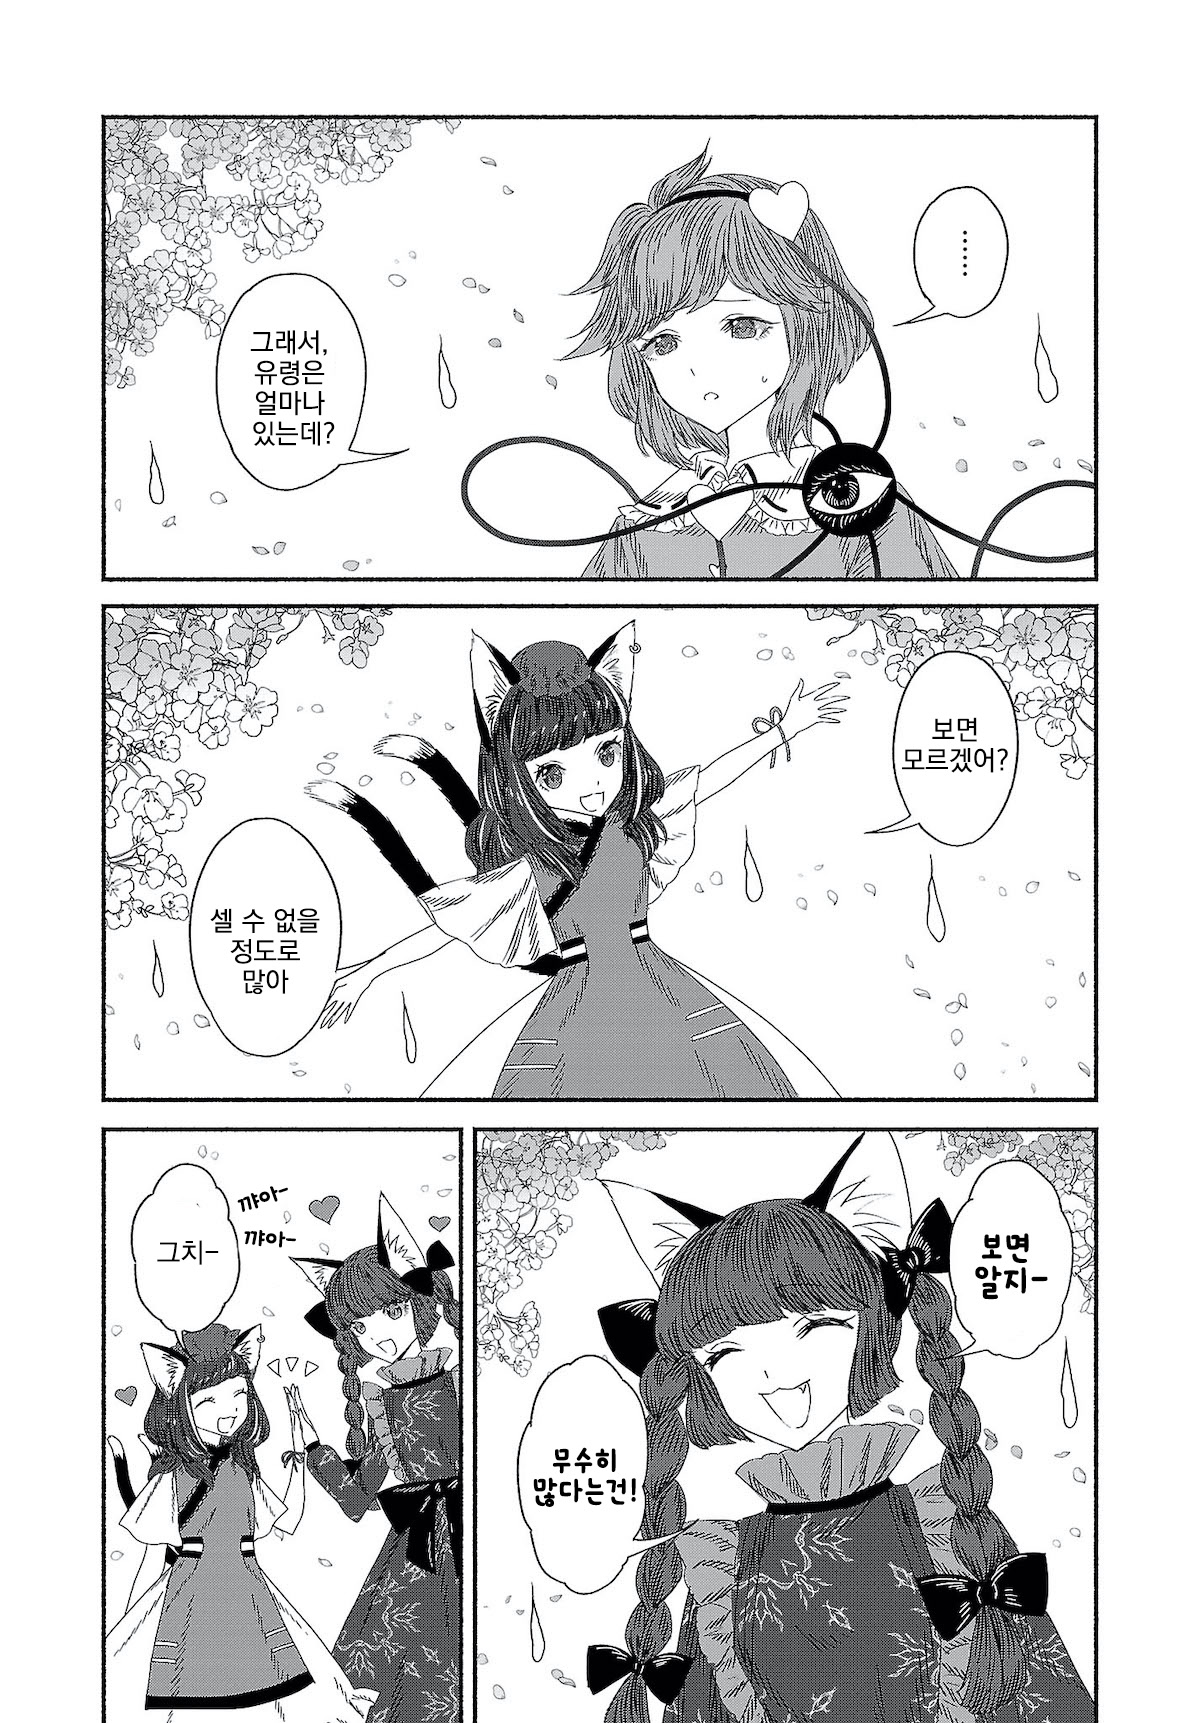 ……
그래서,
유령은
얼마나
있는데?
보면
모르겠어?
셀 수 없을
정도로
많아
보면
알지-
무수히
많다는건!
꺄아-
꺄아-
그치-